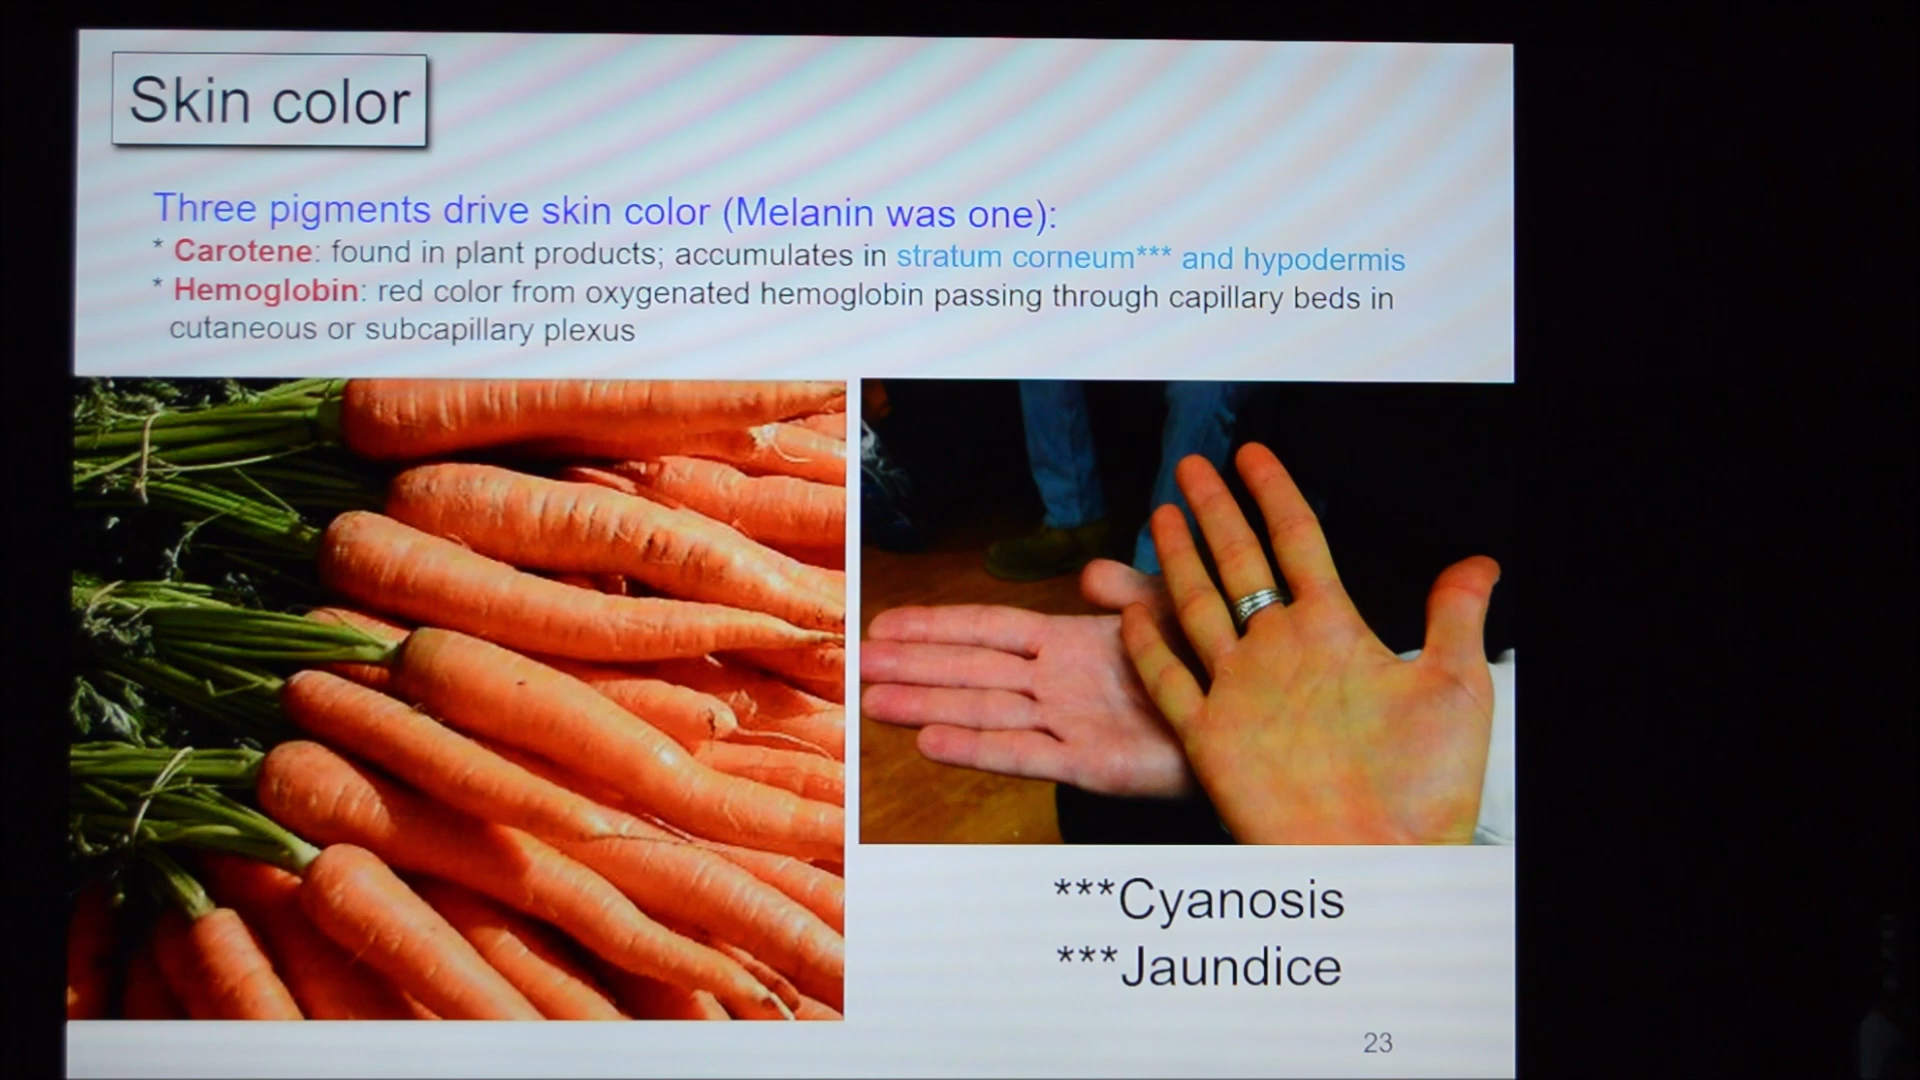 Skin color
Three pigments drive skin color (Melanin was one):
* Carotene: found in plant products; accumulates in stratum corneum*** and hypodermis
* Hemoglobin: red color from oxygenated hemoglobin passing through capillary beds in
cutaneous or subcapillary plexus
***Cyanosis
***Jaundice
23